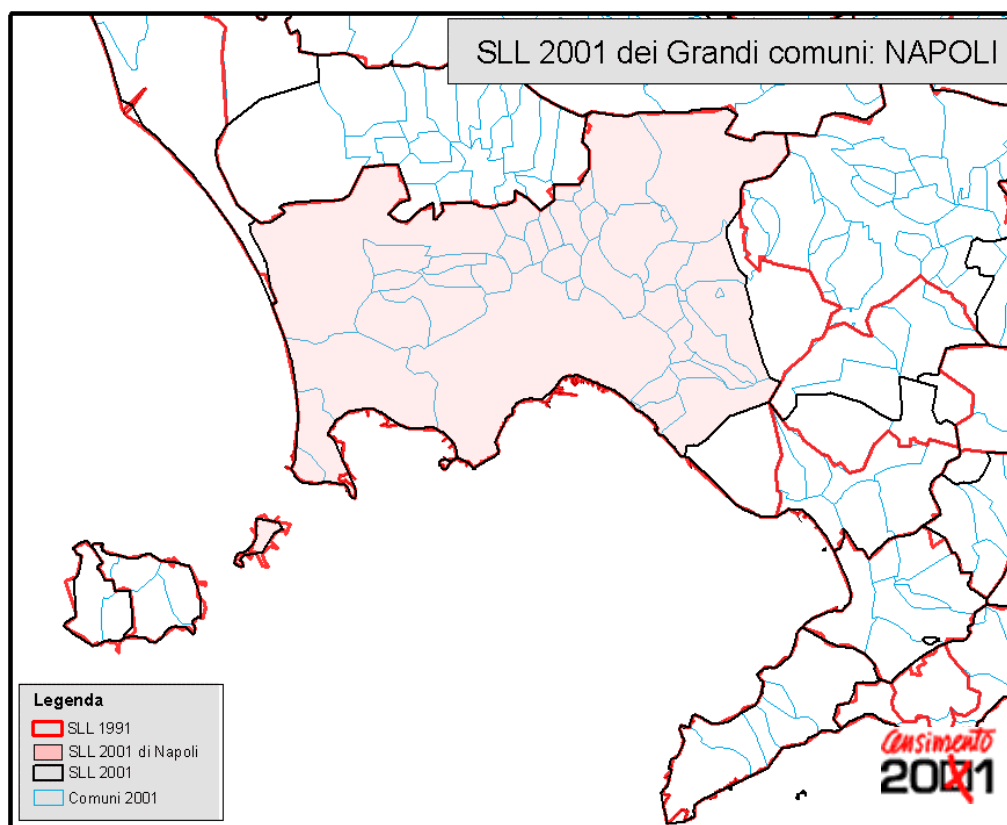 SLL 2001 dei Grandi comuni: NAPOLI
Legenda
SLL 1991
SLL 2001 di Napoli
SLL 2001
Comuni 2001
Censimento
2001